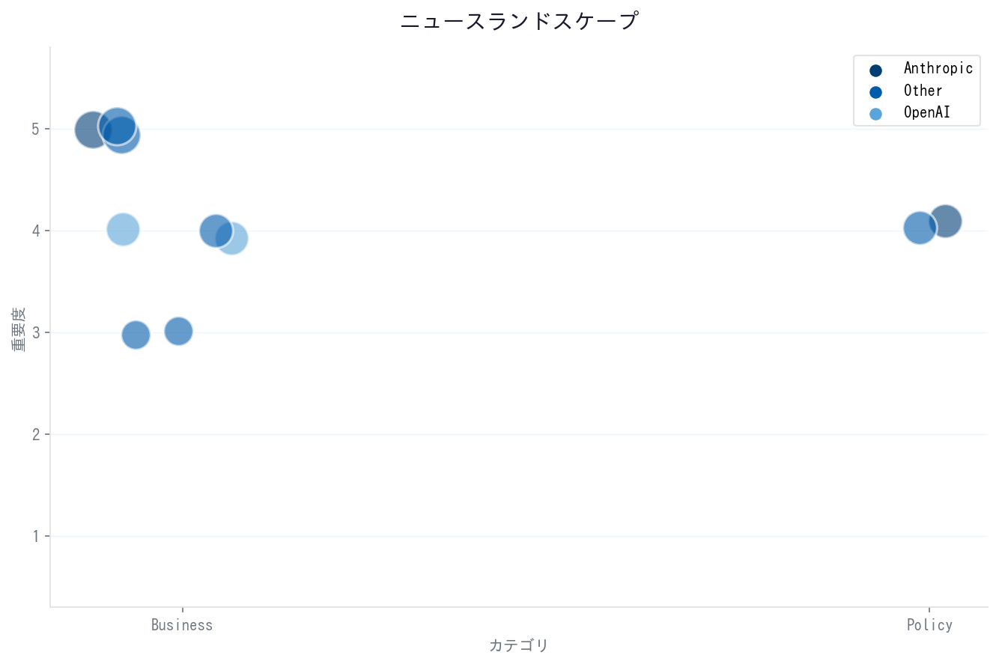 ニュースランドスケープ
Anthropic
Other
OpenAI
5
4
3
2
1
重要度
Business
Policy
カテゴリ